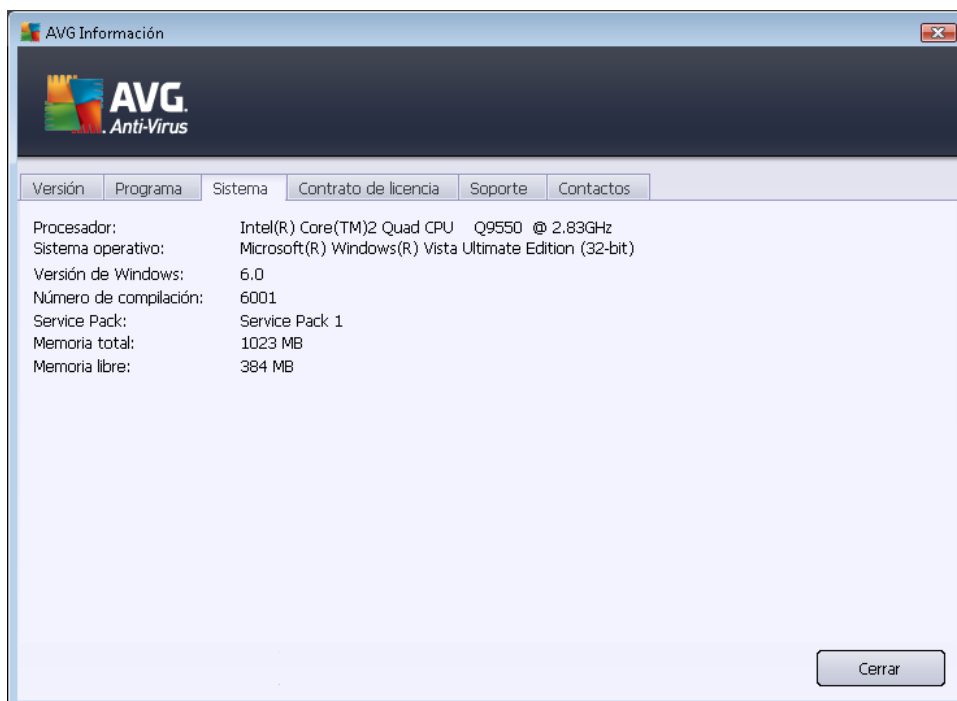 AVG Información
AVG.
Anti-Virus
Versión Programa Sistema Contrato de licencia Soporte Contactos
Procesador: Intel(R) Core(TM)2 Quad CPU Q9550 @ 2.83GHz
Sistema operativo: Microsoft(R) Windows(R) Vista Ultimate Edition (32-bit)
Versión de Windows: 6.0
Número de compilación: 6001
Service Pack: Service Pack 1
Memoria total: 1023 MB
Memoria libre: 384 MB
Cerrar